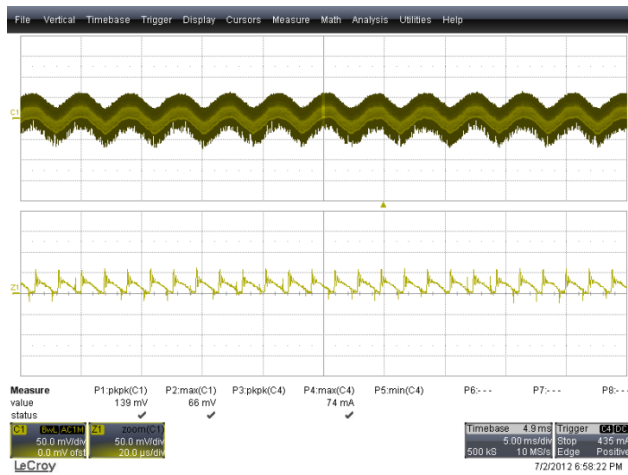 File Vertical Timebase Trigger Display Cursors Measure Math Analysis Utilities Help
C1
Z1
Measure P1:pkpk(C1) P2:max(C1) P3:pkpk(C4) P4:max(C4) P5:min(C4) P6:--- P7:--- P8:---
value 139 mV 66 mV 74 mA
status
C1 BwL AC1M Z1 zoom(C1) Timebase 4.9 ms Trigger C4 DC
50.0 mV/div 50.0 mV/div 5.00 ms/div Stop 435 mA
0.0 mV ofst 20.0 µs/div 500 kS 10 MS/s Edge Positive
LeCroy 7/2/2012 6:58:22 PM